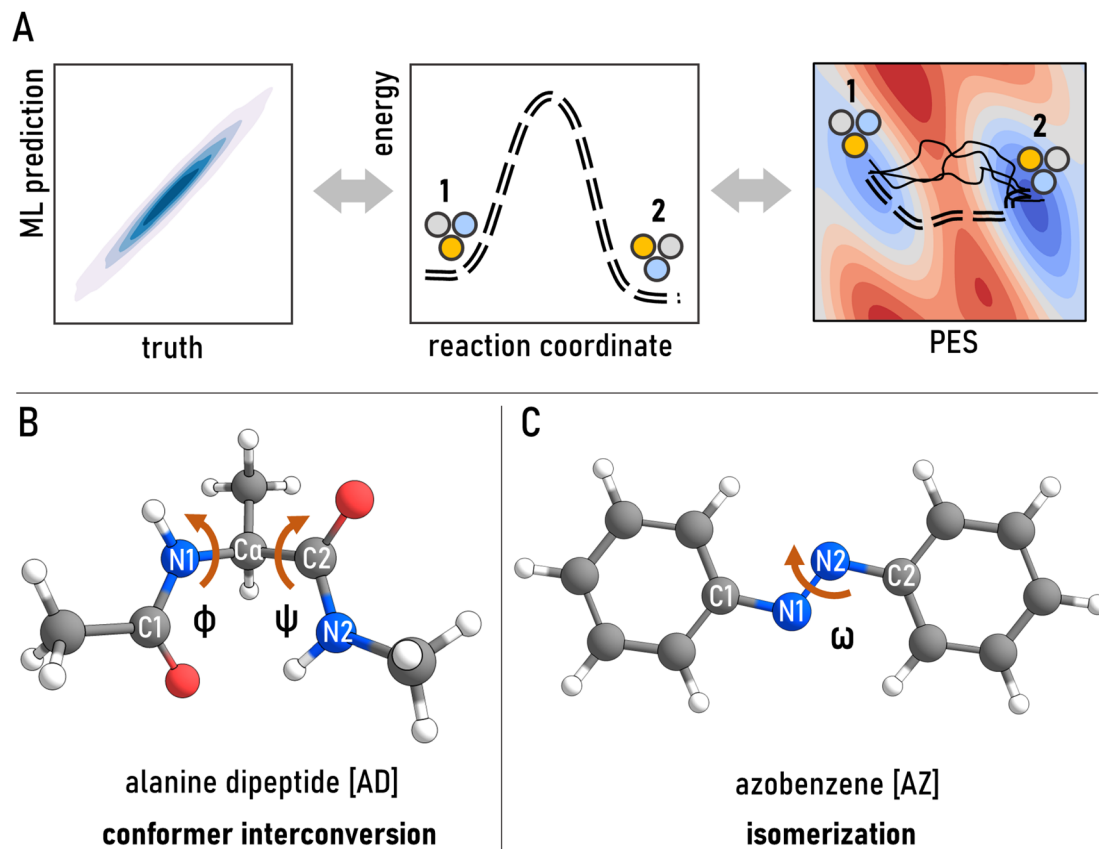 A
ML prediction
truth
energy
1
2
reaction coordinate
1
2
PES
B
N1
Cα
C2
C1
ϕ
ψ
N2
alanine dipeptide [AD]
conformer interconversion
C
C1
N1
N2
C2
ω
azobenzene [AZ]
isomerization